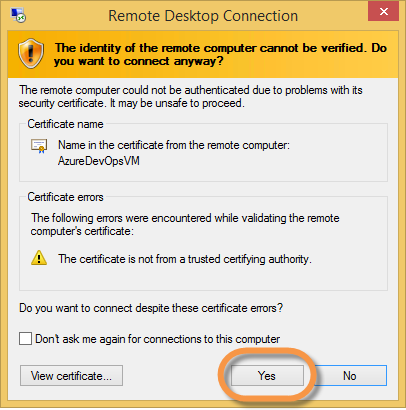 Remote Desktop Connection
The identity of the remote computer cannot be verified. Do
you want to connect anyway?
The remote computer could not be authenticated due to problems with its
security certificate. It may be unsafe to proceed.
Certificate name
Name in the certificate from the remote computer:
AzureDevOpsVM
Certificate errors
The following errors were encountered while validating the remote
computer's certificate:
The certificate is not from a trusted certifying authority.
Do you want to connect despite these certificate errors?
Don't ask me again for connections to this computer
View certificate... Yes No